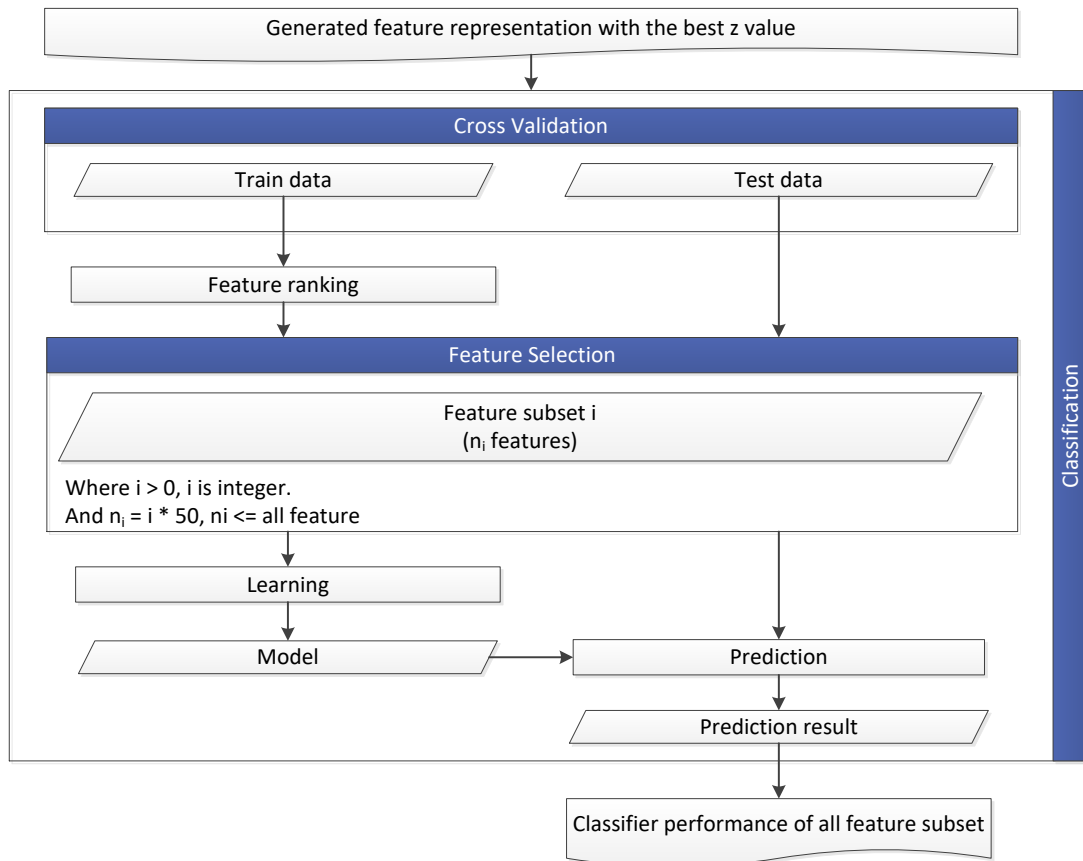 Generated feature representation with the best z value
Cross Validation
Train data
Test data
Feature ranking
Feature Selection
Feature subset i
(nᵢ features)
Where i > 0, i is integer.
And nᵢ = i * 50, ni <= all feature
Learning
Model
Prediction
Prediction result
Classification
Classifier performance of all feature subset